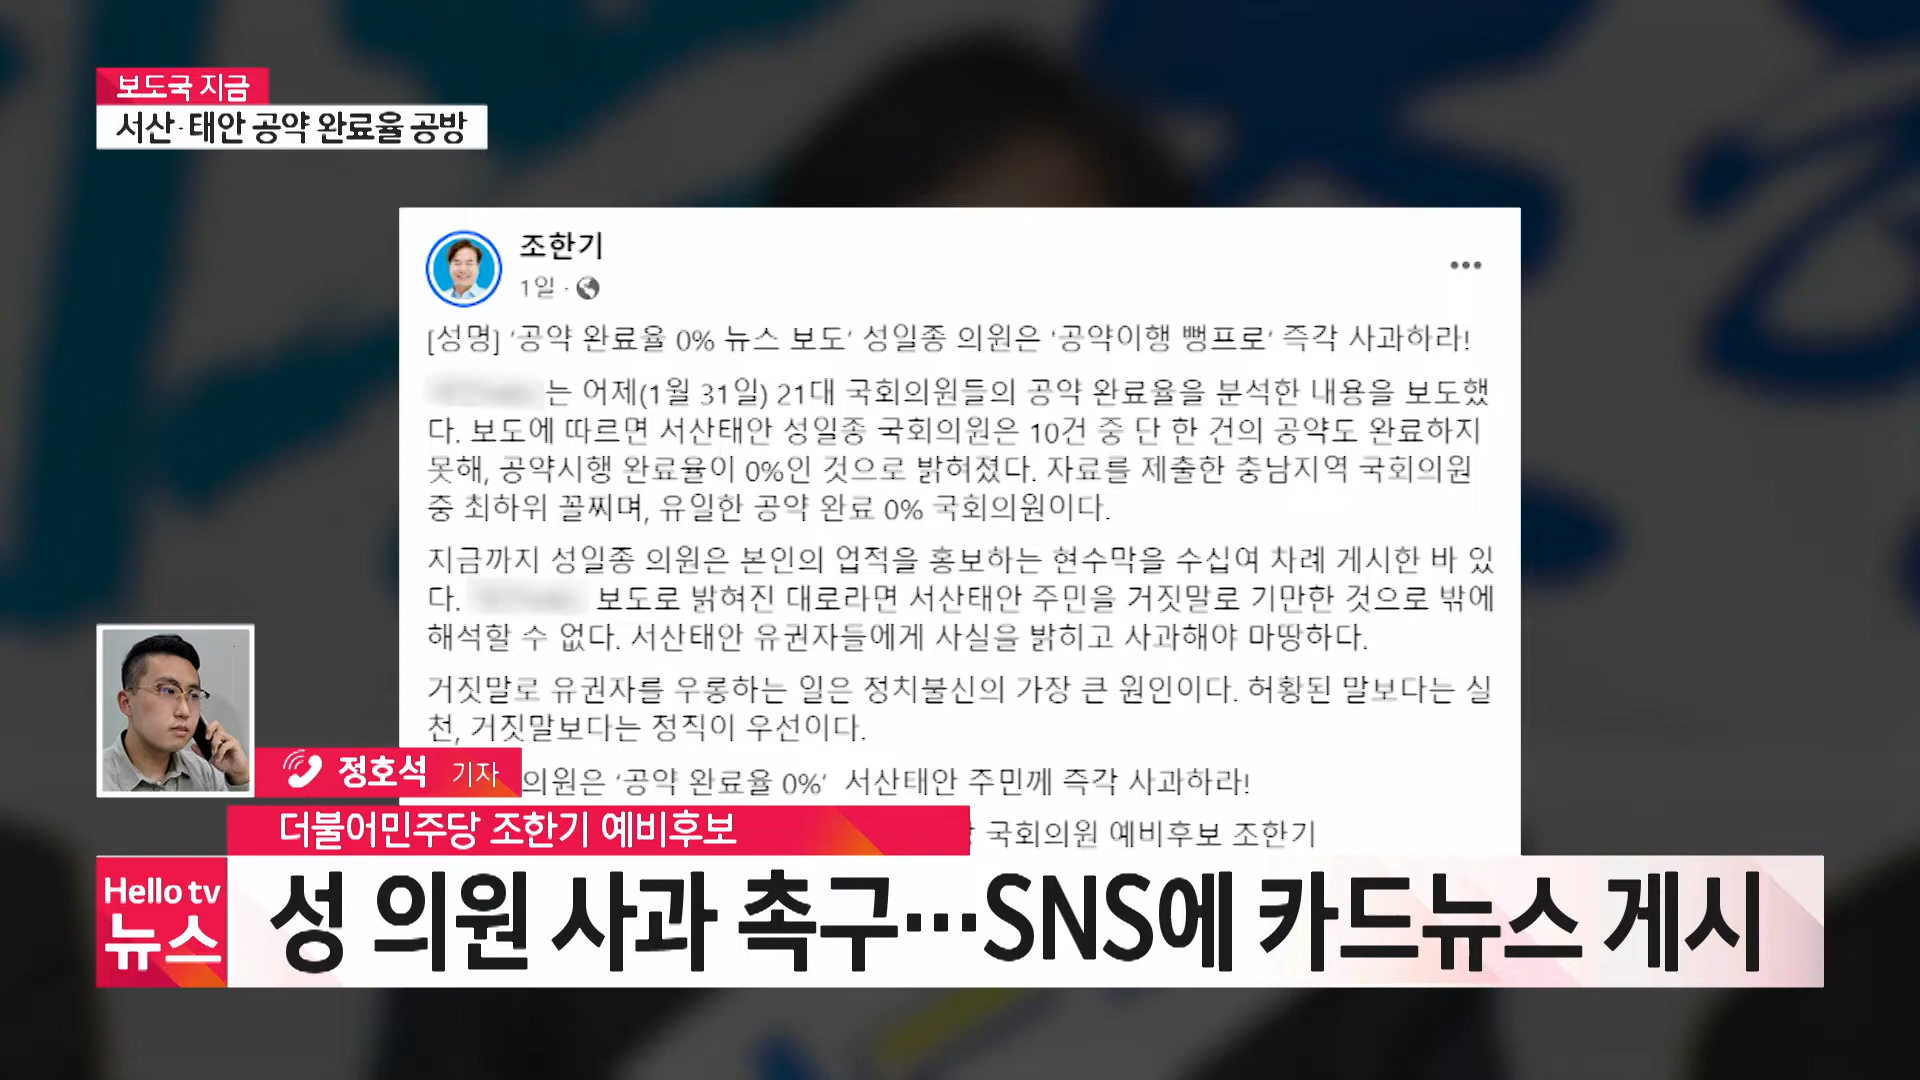 보도국 지금
서산·태안 공약 완료율 공방
조한기
1일 ·
[성명] '공약 완료율 0% 뉴스 보도' 성일종 의원은 '공약이행 빵프로' 즉각 사과하라!
는 어제(1월 31일) 21대 국회의원들의 공약 완료율을 분석한 내용을 보도했
다. 보도에 따르면 서산태안 성일종 국회의원은 10건 중 단 한 건의 공약도 완료하지
못해, 공약시행 완료율이 0%인 것으로 밝혀졌다. 자료를 제출한 충남지역 국회의원
중 최하위 꼴찌며, 유일한 공약 완료 0% 국회의원이다.
지금까지 성일종 의원은 본인의 업적을 홍보하는 현수막을 수십여 차례 게시한 바 있
다. 보도로 밝혀진 대로라면 서산태안 주민을 거짓말로 기만한 것으로 밖에
해석할 수 없다. 서산태안 유권자들에게 사실을 밝히고 사과해야 마땅하다.
거짓말로 유권자를 우롱하는 일은 정치불신의 가장 큰 원인이다. 허황된 말보다는 실
천, 거짓말보다는 정직이 우선이다.
의원은 '공약 완료율 0%' 서산태안 주민께 즉각 사과하라!
국회의원 예비후보 조한기
정호석 기자
더불어민주당 조한기 예비후보
Hello tv
뉴스
성 의원 사과 촉구…SNS에 카드뉴스 게시